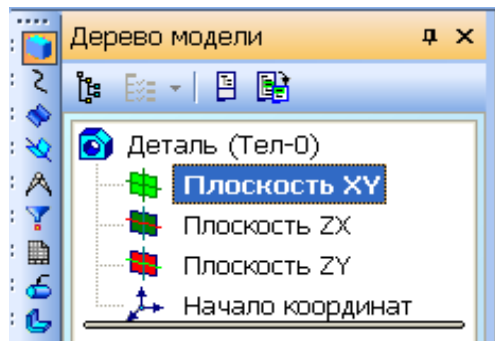 Дерево модели
Деталь (Тел-0)
Плоскость XY
Плоскость ZX
Плоскость ZY
Начало координат